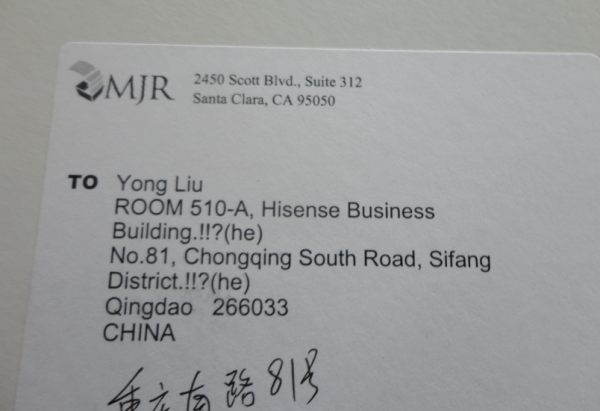 MJR
2450 Scott Blvd., Suite 312
Santa Clara, CA 95050
TO Yong Liu
ROOM 510-A, Hisense Business
Building.!!?(he)
No.81, Chongqing South Road, Sifang
District.!!?(he)
Qingdao 266033
CHINA
重庆南路81号